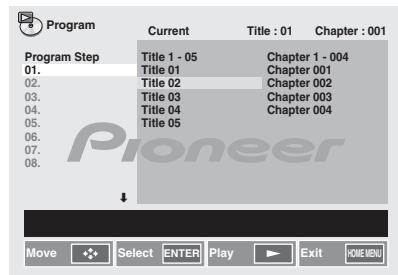 Program
Current Title : 01 Chapter : 001
Program Step Title 1 - 05 Chapter 1 - 004
01. Title 01 Chapter 001
02. Title 02 Chapter 002
03. Title 03 Chapter 003
04. Title 04 Chapter 004
05. Title 05
06.
07.
08.
Pioneer
Move Select ENTER Play Exit HOME MENU